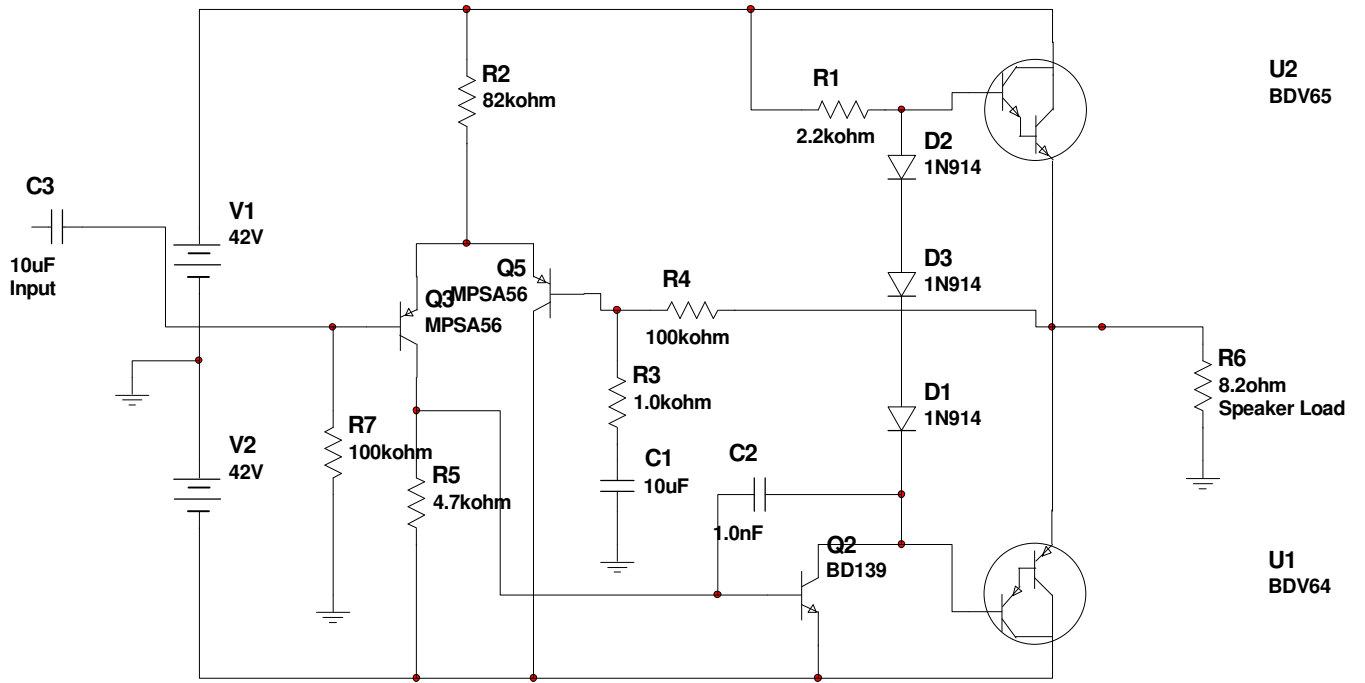 R2
82kohm
R1
2.2kohm
U2
BDV65
D2
1N914
C3
10uF
Input
V1
42V
D3
1N914
Q5
MPSA56
Q3
MPSA56
R4
100kohm
R6
8.2ohm
Speaker Load
R3
1.0kohm
D1
1N914
R7
100kohm
V2
42V
R5
4.7kohm
C1
10uF
C2
1.0nF
Q2
BD139
U1
BDV64